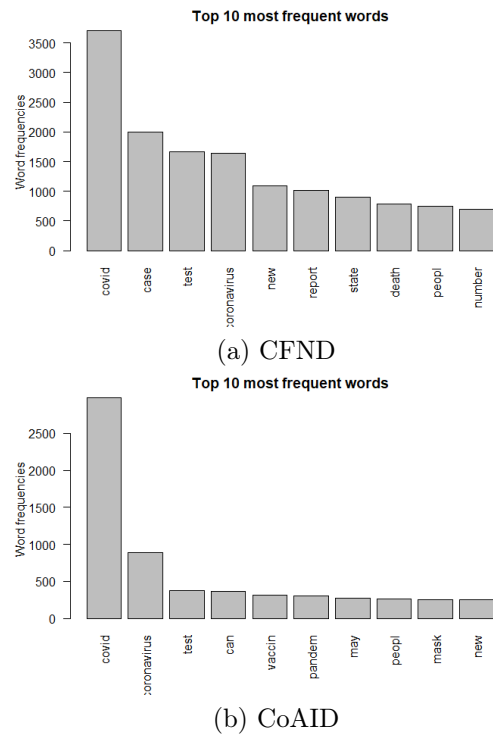 Top 10 most frequent words
Word frequencies
3500
3000
2500
2000
1500
1000
500
0
covid
case
test
coronavirus
new
report
state
death
peopl
number
(a) CFND
Top 10 most frequent words
Word frequencies
2500
2000
1500
1000
500
0
covid
coronavirus
test
can
vaccin
pandem
may
peopl
mask
new
(b) CoAID